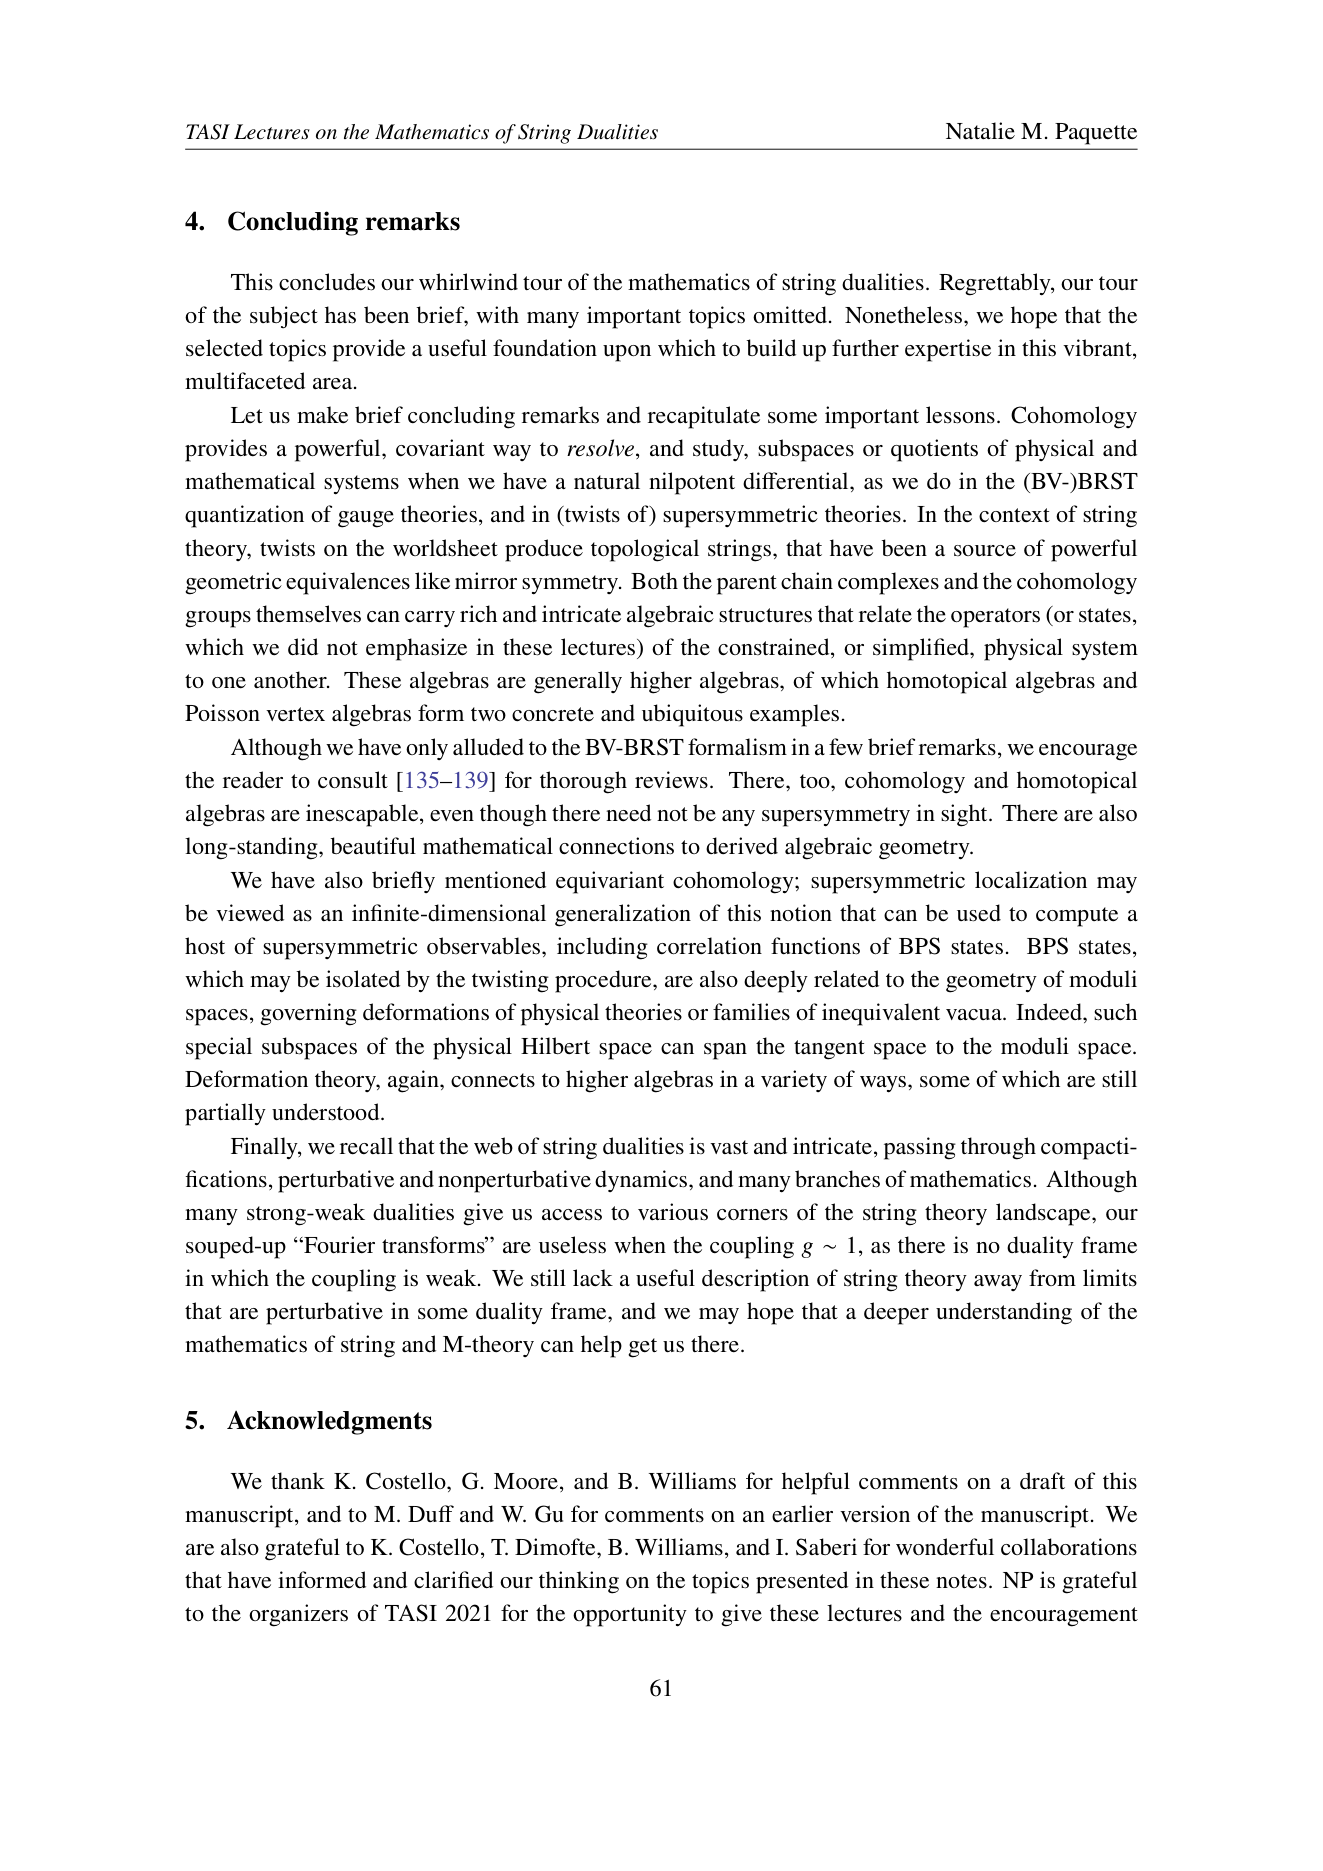 TASI Lectures on the Mathematics of String Dualities Natalie M. Paquette
4. Concluding remarks
This concludes our whirlwind tour of the mathematics of string dualities. Regrettably, our tour
of the subject has been brief, with many important topics omitted. Nonetheless, we hope that the
selected topics provide a useful foundation upon which to build up further expertise in this vibrant,
multifaceted area.
Let us make brief concluding remarks and recapitulate some important lessons. Cohomology
provides a powerful, covariant way to resolve, and study, subspaces or quotients of physical and
mathematical systems when we have a natural nilpotent differential, as we do in the (BV-)BRST
quantization of gauge theories, and in (twists of) supersymmetric theories. In the context of string
theory, twists on the worldsheet produce topological strings, that have been a source of powerful
geometric equivalences like mirror symmetry. Both the parent chain complexes and the cohomology
groups themselves can carry rich and intricate algebraic structures that relate the operators (or states,
which we did not emphasize in these lectures) of the constrained, or simplified, physical system
to one another. These algebras are generally higher algebras, of which homotopical algebras and
Poisson vertex algebras form two concrete and ubiquitous examples.
Although we have only alluded to the BV-BRST formalism in a few brief remarks, we encourage
the reader to consult [135–139] for thorough reviews. There, too, cohomology and homotopical
algebras are inescapable, even though there need not be any supersymmetry in sight. There are also
long-standing, beautiful mathematical connections to derived algebraic geometry.
We have also briefly mentioned equivariant cohomology; supersymmetric localization may
be viewed as an infinite-dimensional generalization of this notion that can be used to compute a
host of supersymmetric observables, including correlation functions of BPS states. BPS states,
which may be isolated by the twisting procedure, are also deeply related to the geometry of moduli
spaces, governing deformations of physical theories or families of inequivalent vacua. Indeed, such
special subspaces of the physical Hilbert space can span the tangent space to the moduli space.
Deformation theory, again, connects to higher algebras in a variety of ways, some of which are still
partially understood.
Finally, we recall that the web of string dualities is vast and intricate, passing through compacti-
fications, perturbative and nonperturbative dynamics, and many branches of mathematics. Although
many strong-weak dualities give us access to various corners of the string theory landscape, our
souped-up “Fourier transforms” are useless when the coupling g ∼ 1, as there is no duality frame
in which the coupling is weak. We still lack a useful description of string theory away from limits
that are perturbative in some duality frame, and we may hope that a deeper understanding of the
mathematics of string and M-theory can help get us there.
5. Acknowledgments
We thank K. Costello, G. Moore, and B. Williams for helpful comments on a draft of this
manuscript, and to M. Duff and W. Gu for comments on an earlier version of the manuscript. We
are also grateful to K. Costello, T. Dimofte, B. Williams, and I. Saberi for wonderful collaborations
that have informed and clarified our thinking on the topics presented in these notes. NP is grateful
to the organizers of TASI 2021 for the opportunity to give these lectures and the encouragement
61